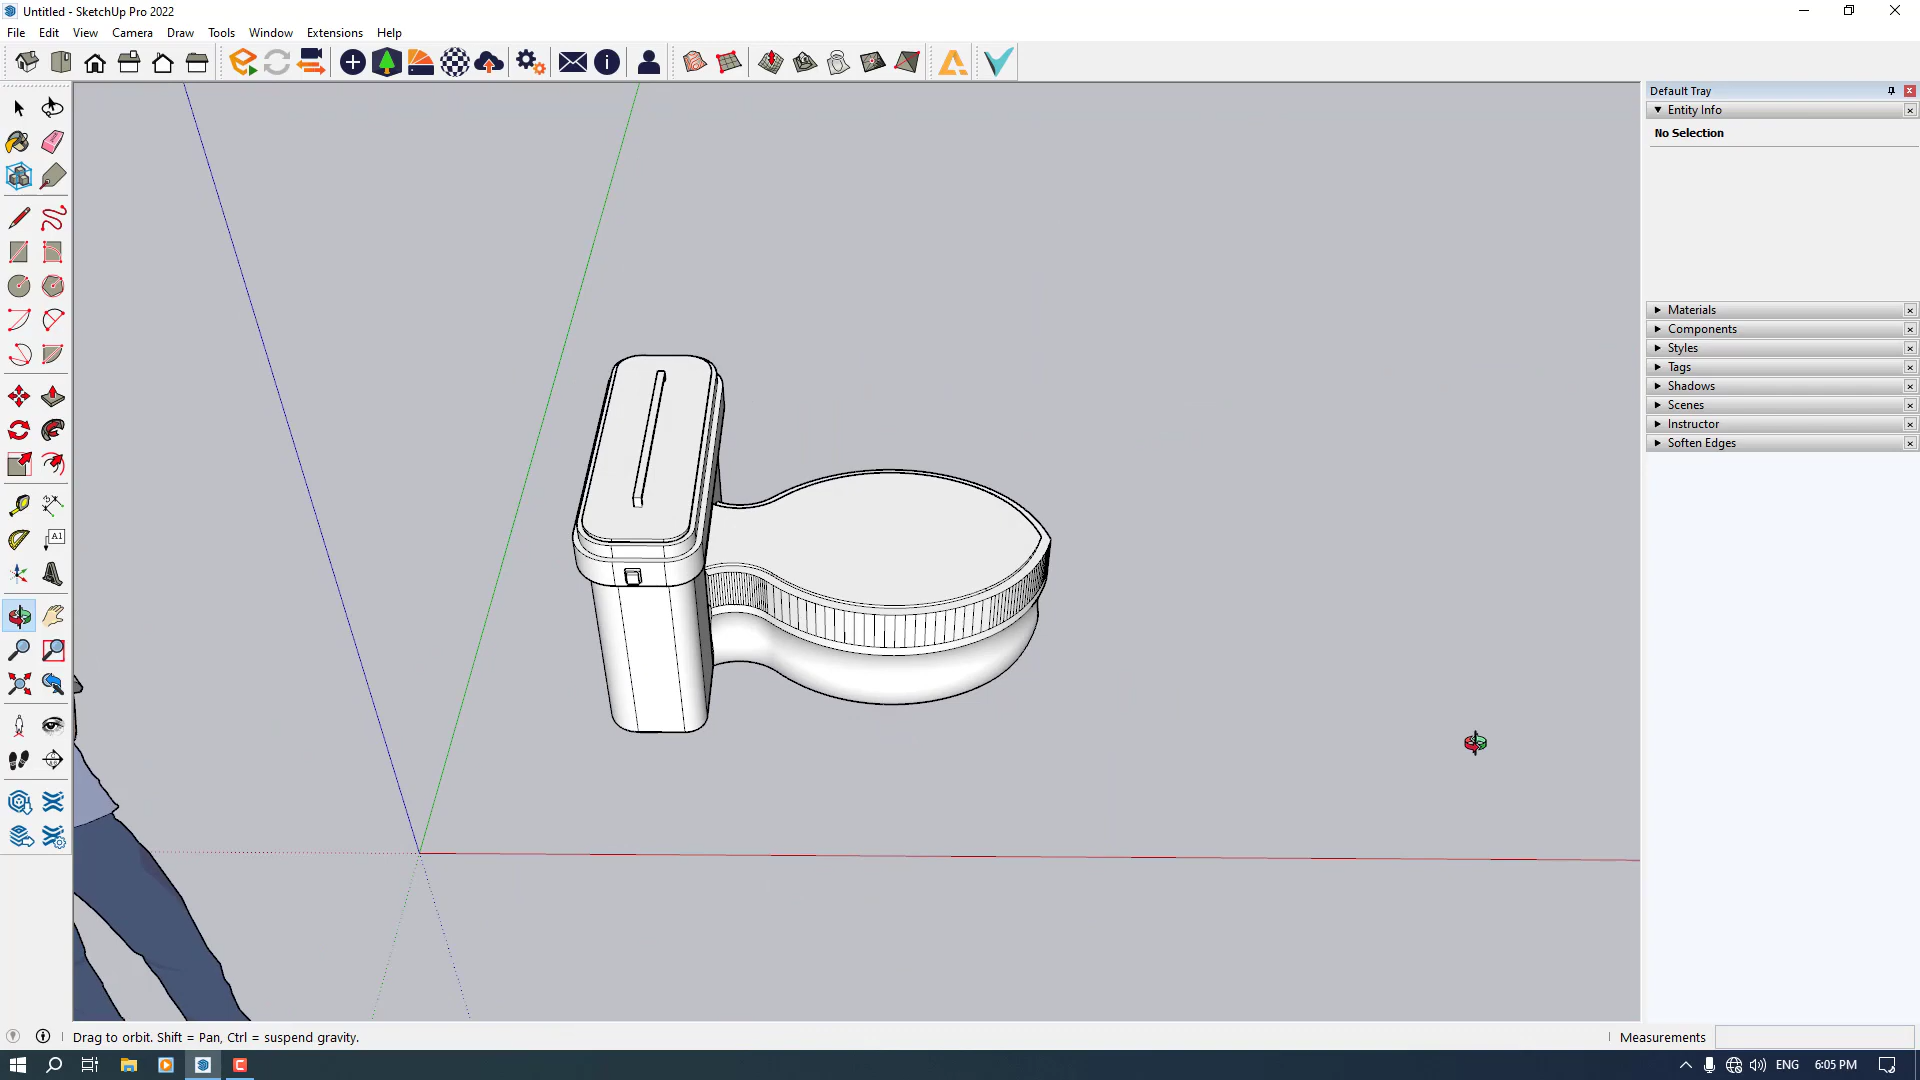 Untitled - SketchUp Pro 2022
File Edit View Camera Draw Tools Window Extensions Help
Default Tray
Entity Info
No Selection
Materials
Components
Styles
Tags
Shadows
Scenes
Instructor
Soften Edges
A1
Drag to orbit. Shift = Pan, Ctrl = suspend gravity.
Measurements
ENG 6:05 PM